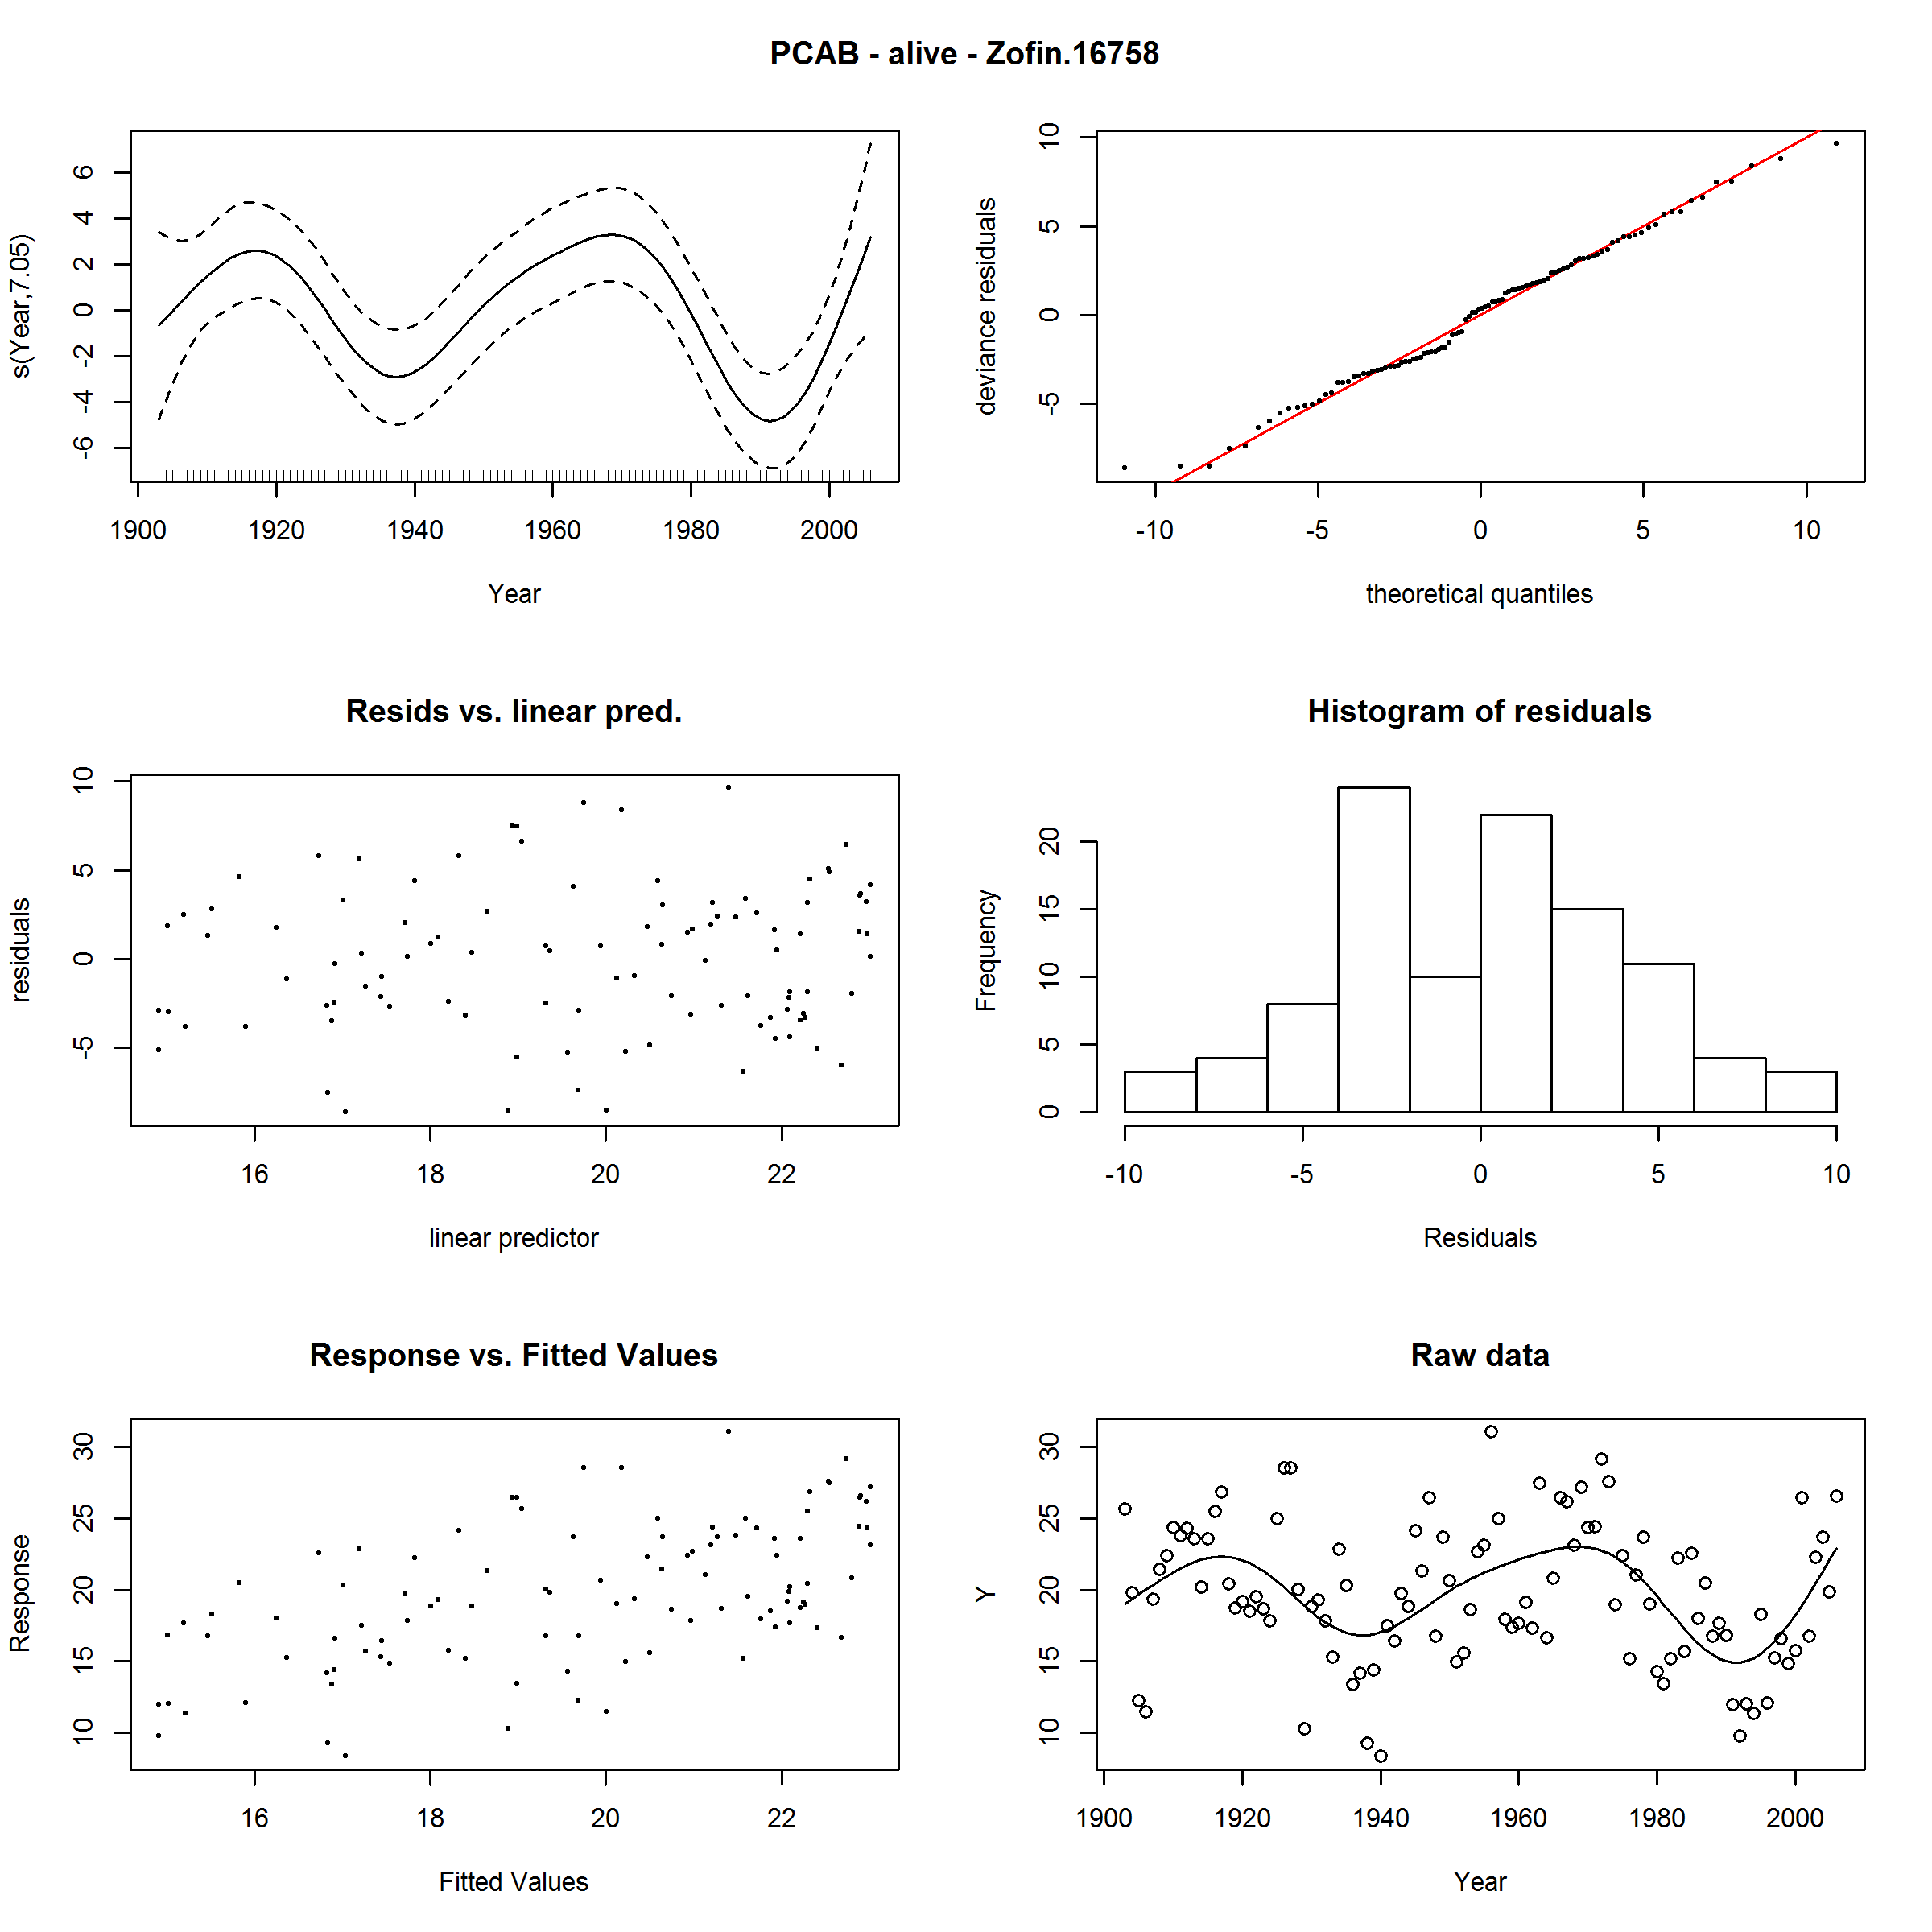 PCAB - alive - Zofin.16758
s(Year,7.05)
6
4
2
0
-2
-4
-6
1900 1920 1940 1960 1980 2000
Year
deviance residuals
10
5
0
-5
-10 -5 0 5 10
theoretical quantiles
Resids vs. linear pred.
residuals
10
5
0
-5
16 18 20 22
linear predictor
Histogram of residuals
Frequency
20
15
10
5
0
-10 -5 0 5 10
Residuals
Response vs. Fitted Values
Response
30
25
20
15
10
16 18 20 22
Fitted Values
Raw data
Y
30
25
20
15
10
1900 1920 1940 1960 1980 2000
Year